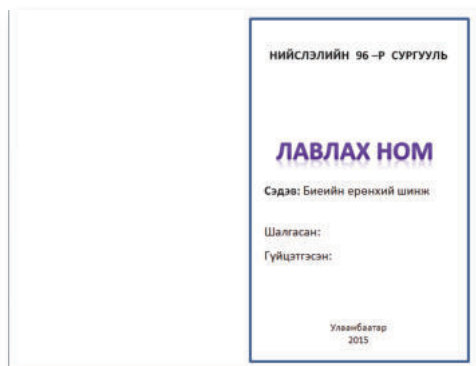 НИЙСЛЭЛИЙН 96 –Р СУРГУУЛЬ
ЛАВЛАХ НОМ
Сэдэв: Биеийн ерөнхий шинж
Шалгасан:
Гүйцэтгэсэн:
Улаанбаатар
2015